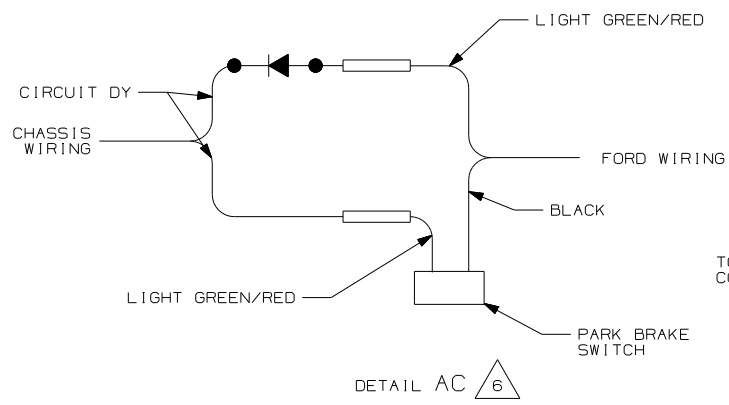 LIGHT GREEN/RED
CIRCUIT DY
CHASSIS
WIRING
FORD WIRING
BLACK
LIGHT GREEN/RED
PARK BRAKE
SWITCH
DETAIL AC 6